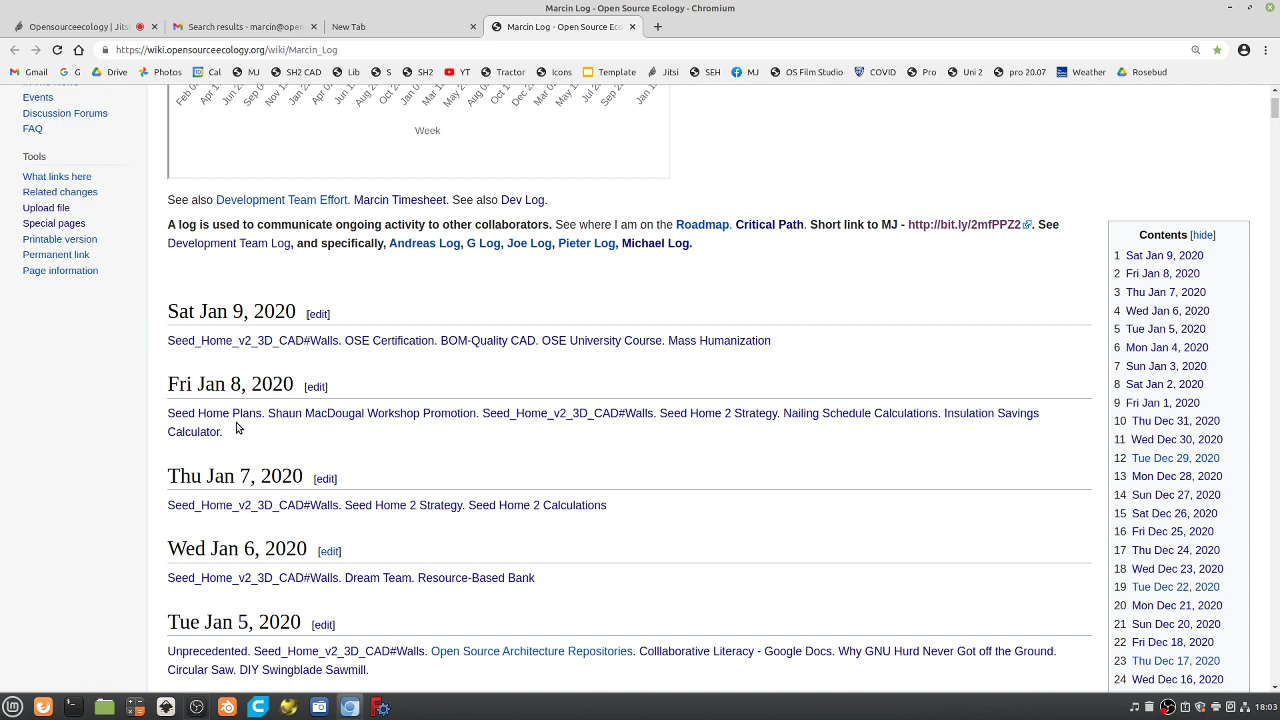 Marcin Log - Open Source Ecology - Chromium
Opensourceecology | Jits
Search results - marcin@open
New Tab
Marcin Log - Open Source Eco
https://wiki.opensourceecology.org/wiki/Marcin_Log
Gmail G Drive Photos Cal MJ SH2 CAD Lib S SH2 YT Tractor Icons Template Jitsi SEH MJ OS Film Studio COVID Pro Uni 2 pro 20.07 Weather Rosebud
Events
Discussion Forums
FAQ
Tools
What links here
Related changes
Upload file
Special pages
Printable version
Permanent link
Page information
Week
See also Development Team Effort. Marcin Timesheet. See also Dev Log.
A log is used to communicate ongoing activity to other collaborators. See where I am on the Roadmap. Critical Path. Short link to MJ - http://bit.ly/2mfPPZ2. See
Development Team Log, and specifically, Andreas Log, G Log, Joe Log, Pieter Log, Michael Log.
Sat Jan 9, 2020 [edit]
Seed_Home_v2_3D_CAD#Walls. OSE Certification. BOM-Quality CAD. OSE University Course. Mass Humanization
Fri Jan 8, 2020 [edit]
Seed Home Plans. Shaun MacDougal Workshop Promotion. Seed_Home_v2_3D_CAD#Walls. Seed Home 2 Strategy. Nailing Schedule Calculations. Insulation Savings
Calculator.
Thu Jan 7, 2020 [edit]
Seed_Home_v2_3D_CAD#Walls. Seed Home 2 Strategy. Seed Home 2 Calculations
Wed Jan 6, 2020 [edit]
Seed_Home_v2_3D_CAD#Walls. Dream Team. Resource-Based Bank
Tue Jan 5, 2020 [edit]
Unprecedented. Seed_Home_v2_3D_CAD#Walls. Open Source Architecture Repositories. Colllaborative Literacy - Google Docs. Why GNU Hurd Never Got off the Ground.
Circular Saw. DIY Swingblade Sawmill.
Contents [hide]
1 Sat Jan 9, 2020
2 Fri Jan 8, 2020
3 Thu Jan 7, 2020
4 Wed Jan 6, 2020
5 Tue Jan 5, 2020
6 Mon Jan 4, 2020
7 Sun Jan 3, 2020
8 Sat Jan 2, 2020
9 Fri Jan 1, 2020
10 Thu Dec 31, 2020
11 Wed Dec 30, 2020
12 Tue Dec 29, 2020
13 Mon Dec 28, 2020
14 Sun Dec 27, 2020
15 Sat Dec 26, 2020
16 Fri Dec 25, 2020
17 Thu Dec 24, 2020
18 Wed Dec 23, 2020
19 Tue Dec 22, 2020
20 Mon Dec 21, 2020
21 Sun Dec 20, 2020
22 Fri Dec 18, 2020
23 Thu Dec 17, 2020
24 Wed Dec 16, 2020
18:03